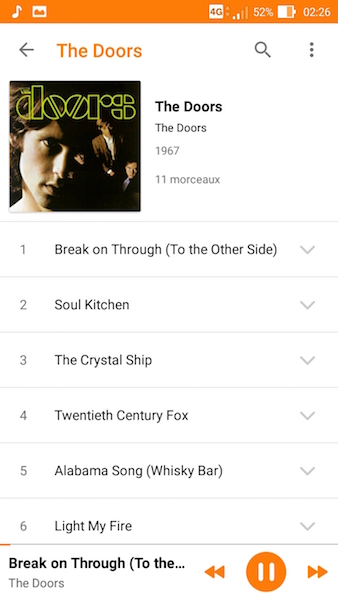 4G 52% 02:26
The Doors
doors
The Doors
The Doors
1967
11 morceaux
1 Break on Through (To the Other Side)
2 Soul Kitchen
3 The Crystal Ship
4 Twentieth Century Fox
5 Alabama Song (Whisky Bar)
6 Light My Fire
Break on Through (To the...
The Doors